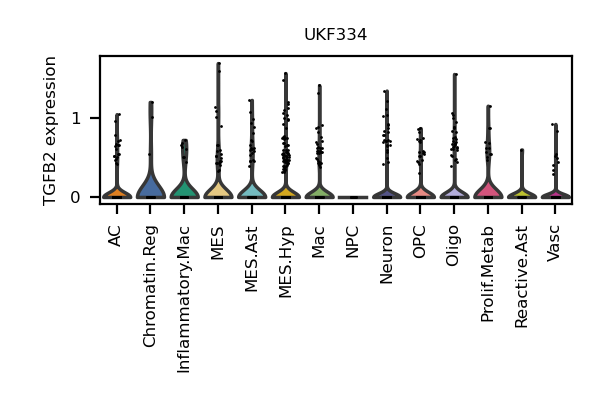 UKF334
TGFB2 expression
1
0
AC
Chromatin.Reg
Inflammatory.Mac
MES
MES.Ast
MES.Hyp
Mac
NPC
Neuron
OPC
Oligo
Prolif.Metab
Reactive.Ast
Vasc